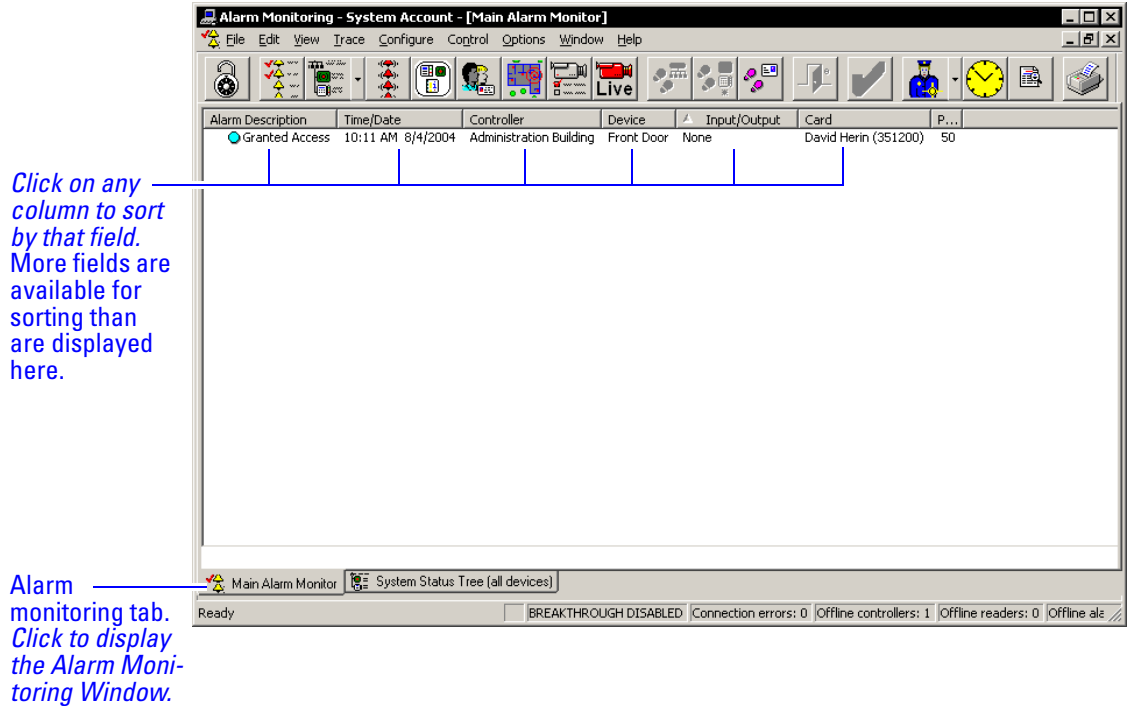 Alarm Monitoring - System Account - [Main Alarm Monitor]
File Edit View Trace Configure Control Options Window Help
Live
Alarm Description Time/Date Controller Device Input/Output Card P...
Granted Access 10:11 AM 8/4/2004 Administration Building Front Door None David Herin (351200) 50
Click on any
column to sort
by that field.
More fields are
available for
sorting than
are displayed
here.
Main Alarm Monitor System Status Tree (all devices)
Alarm
monitoring tab.
Click to display
the Alarm Moni-
toring Window.
Ready BREAKTHROUGH DISABLED Connection errors: 0 Offline controllers: 1 Offline readers: 0 Offline ala